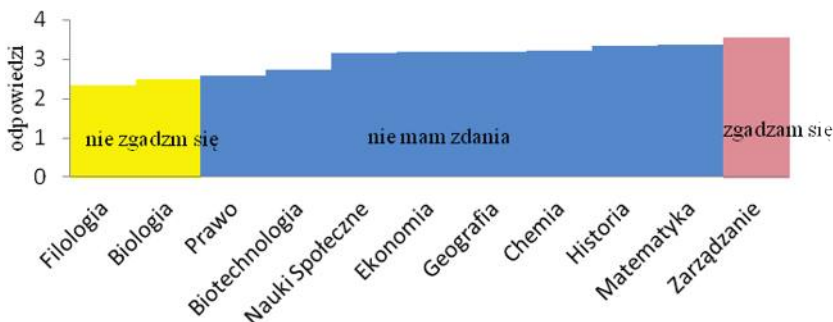 4
3
2
1
0
odpowiedzi
nie zgadzm się
nie mam zdania
zgadzam się
Filologia
Biologia
Prawo
Biotechnologia
Nauki Społeczne
Ekonomia
Geografia
Chemia
Historia
Matematyka
Zarządzanie